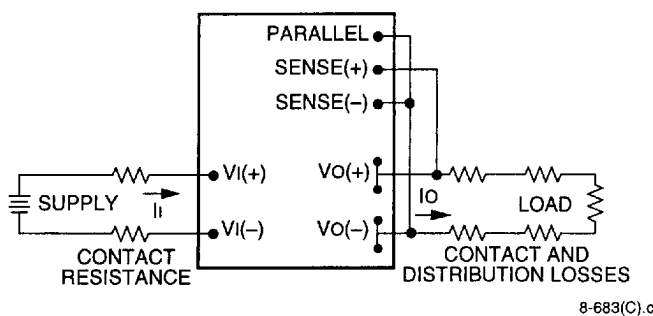 PARALLEL
SENSE(+)
SENSE(–)
VI(+)
VO(+)
SUPPLY
II
IO
LOAD
VI(–)
VO(–)
CONTACT
RESISTANCE
CONTACT AND
DISTRIBUTION LOSSES
8-683(C).c